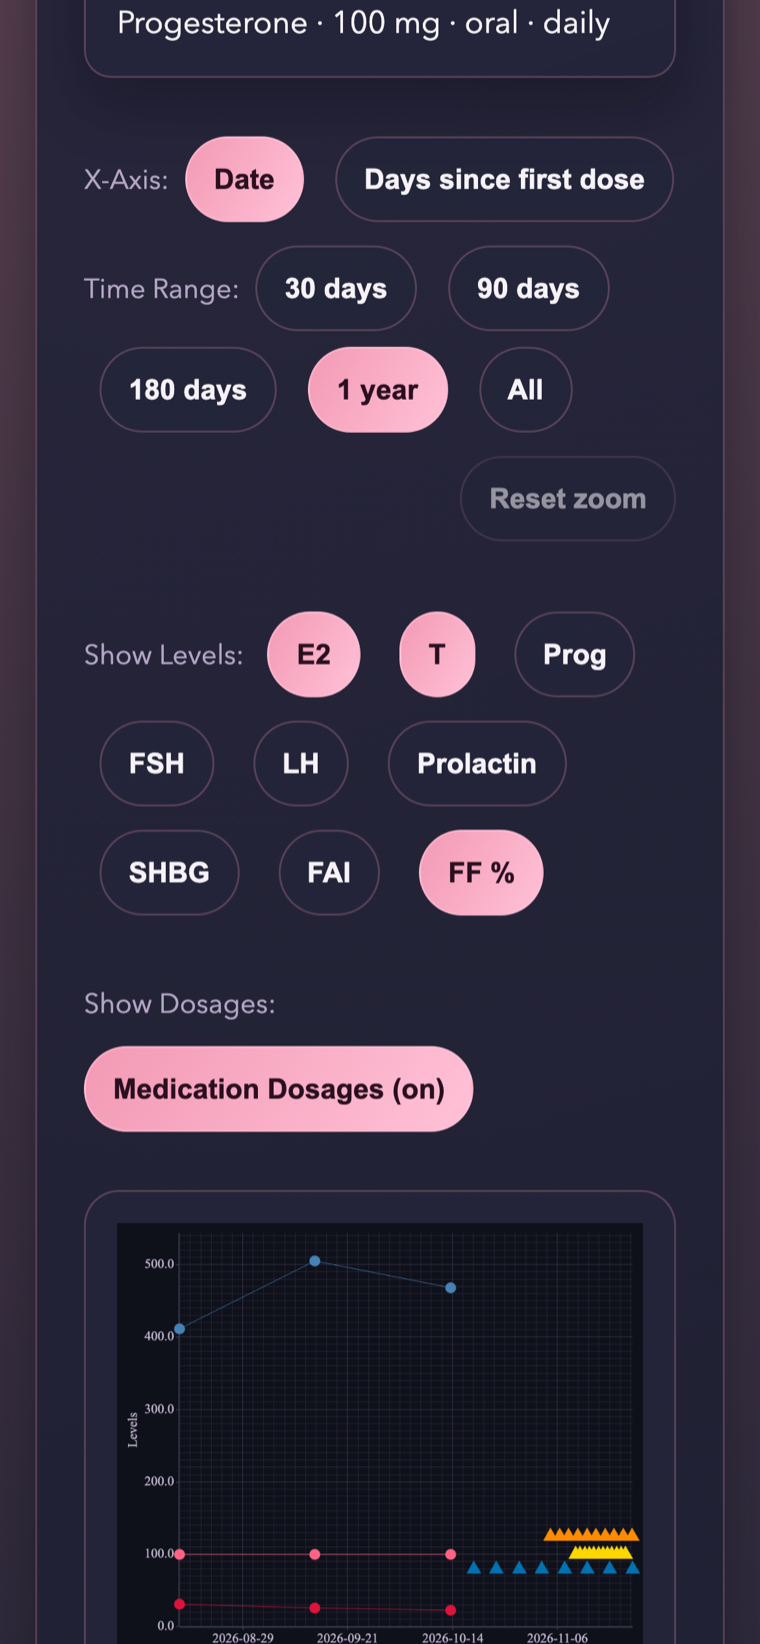 Progesterone · 100 mg · oral · daily
X-Axis: Date Days since first dose
Time Range: 30 days 90 days
180 days 1 year All
Reset zoom
Show Levels: E2 T Prog
FSH LH Prolactin
SHBG FAI FF %
Show Dosages:
Medication Dosages (on)
500.0
400.0
300.0
Levels
200.0
100.0
0.0
2026-08-29 2026-09-21 2026-10-14 2026-11-06